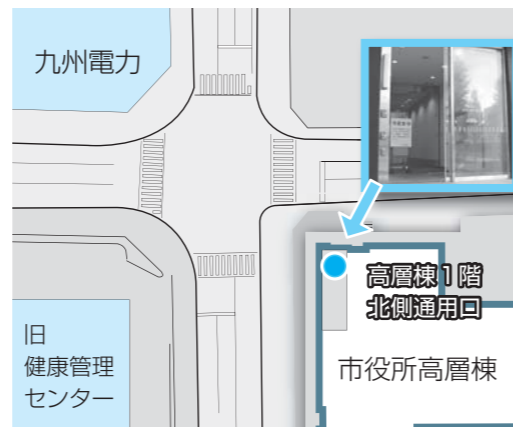 九州電力
高層棟1階
北側通用口
旧
健康管理
センター
市役所高層棟